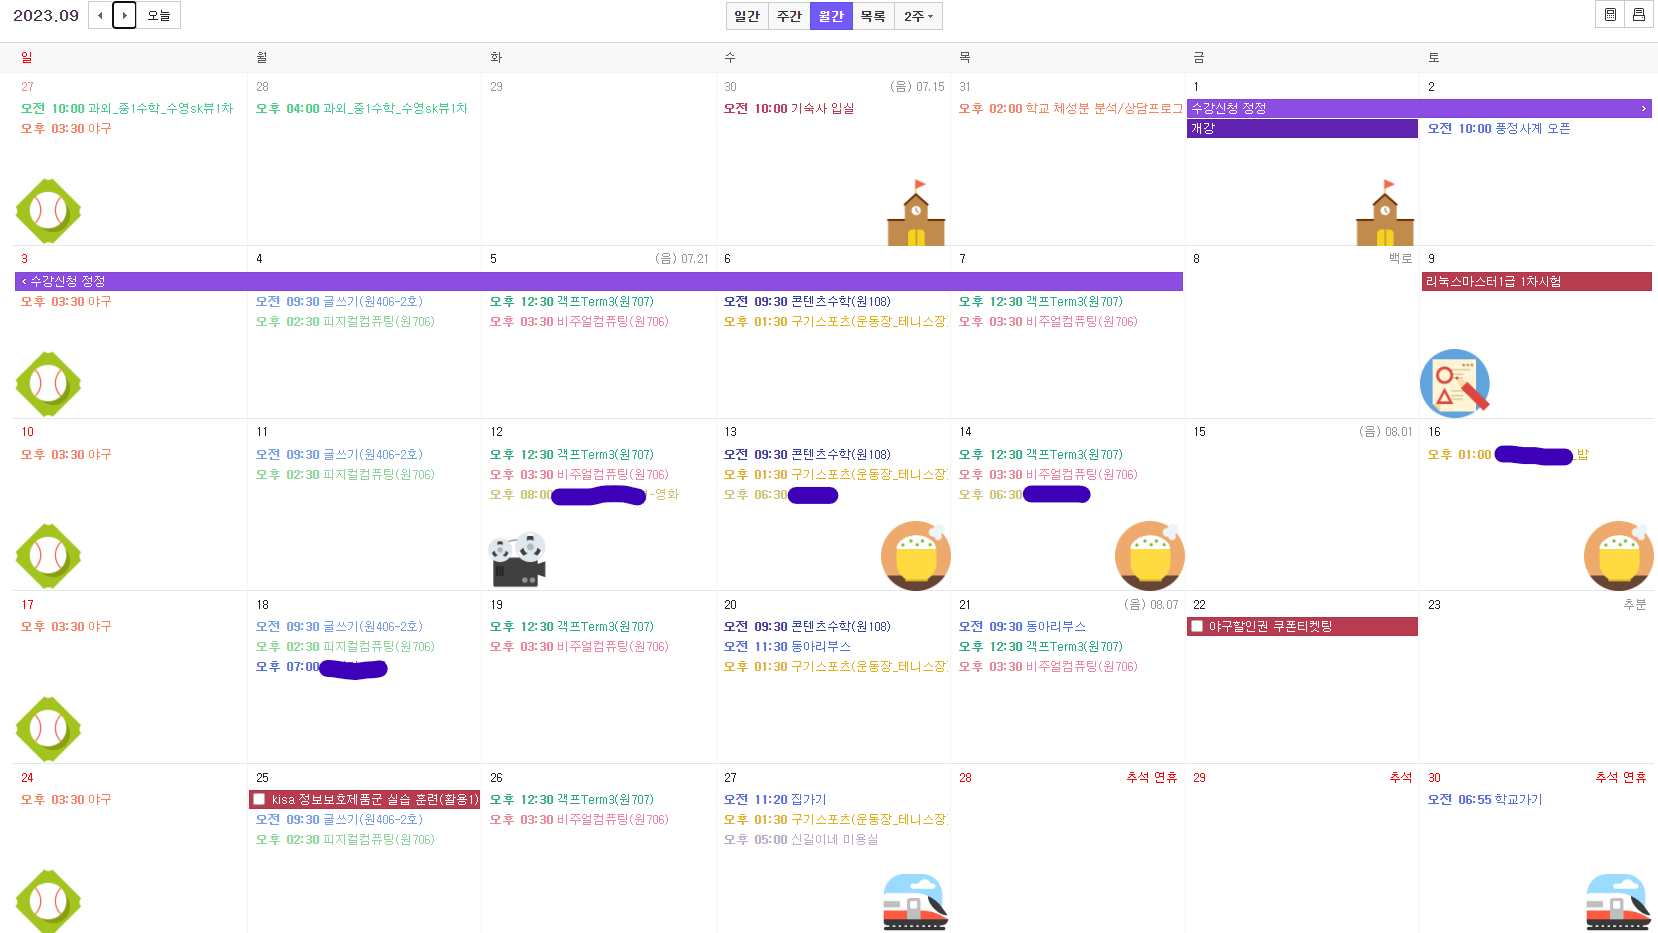 2023.09 오늘 일간 주간 월간 목록 2주
일 월 화 수 목 금 토
27
오전 10:00 과외_중1수학_수영sk뷰1차
오후 03:30 야구
28
오후 04:00 과외_중1수학_수영sk뷰1차
29
30 (음) 07.15
오전 10:00 기숙사 입실
31
오후 02:00 학교 체성분 분석/상담프로그
1
수강신청 정정
개강
2
오전 10:00 풍정사계 오픈
3
수강신청 정정
오후 03:30 야구
4
오전 09:30 글쓰기(원406-2호)
오후 02:30 피지컬컴퓨팅(원706)
5 (음) 07.21
오후 12:30 객프Term3(원707)
오후 03:30 비주얼컴퓨팅(원706)
6
오전 09:30 콘텐츠수학(원108)
오후 01:30 구기스포츠(운동장_테니스장)
7
오후 12:30 객프Term3(원707)
오후 03:30 비주얼컴퓨팅(원706)
8 백로
9
리눅스마스터1급 1차시험
10
오후 03:30 야구
11
오전 09:30 글쓰기(원406-2호)
오후 02:30 피지컬컴퓨팅(원706)
12
오후 12:30 객프Term3(원707)
오후 03:30 비주얼컴퓨팅(원706)
오후 08:00 -영화
13
오전 09:30 콘텐츠수학(원108)
오후 01:30 구기스포츠(운동장_테니스장)
오후 06:30
14
오후 12:30 객프Term3(원707)
오후 03:30 비주얼컴퓨팅(원706)
오후 06:30
15 (음) 08.01
16
오후 01:00 _밥
17
오후 03:30 야구
18
오전 09:30 글쓰기(원406-2호)
오후 02:30 피지컬컴퓨팅(원706)
오후 07:00
19
오후 12:30 객프Term3(원707)
오후 03:30 비주얼컴퓨팅(원706)
20
오전 09:30 콘텐츠수학(원108)
오전 11:30 동아리부스
오후 01:30 구기스포츠(운동장_테니스장)
21 (음) 08.07
오전 09:30 동아리부스
오후 12:30 객프Term3(원707)
오후 03:30 비주얼컴퓨팅(원706)
22
야구할인권 쿠폰티켓팅
23 추분
24
오후 03:30 야구
25
kisa 정보보호제품군 실습 훈련(활용1)
오전 09:30 글쓰기(원406-2호)
오후 02:30 피지컬컴퓨팅(원706)
26
오후 12:30 객프Term3(원707)
오후 03:30 비주얼컴퓨팅(원706)
27
오전 11:20 집가기
오후 01:30 구기스포츠(운동장_테니스장)
오후 05:00 신길이네 미용실
28 추석 연휴
29 추석
30 추석 연휴
오전 06:55 학교가기